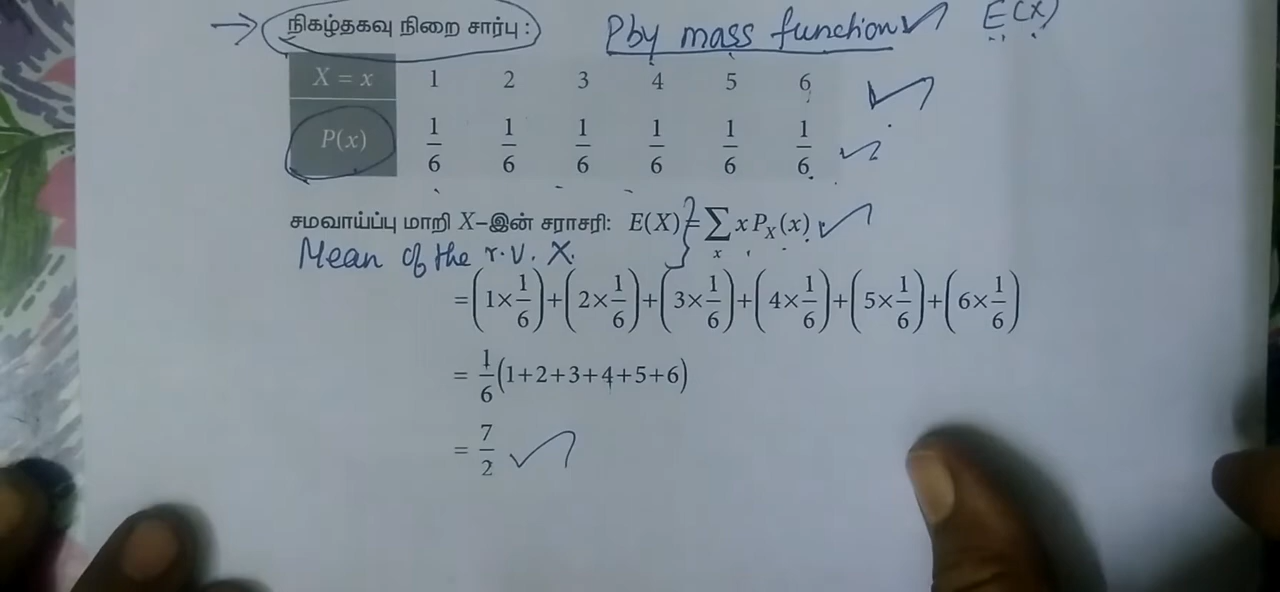 நிகழ்தகவு நிறை சார்பு : Pby mass function E(X)
X = x 1 2 3 4 5 6
P(x) 1/6 1/6 1/6 1/6 1/6 1/6
சமவாய்ப்பு மாறி X–இன் சராசரி: E(X) = ∑x x PX(x)
Mean of the r.v. X.
= (1×1/6)+(2×1/6)+(3×1/6)+(4×1/6)+(5×1/6)+(6×1/6)
= 1/6(1+2+3+4+5+6)
= 7/2